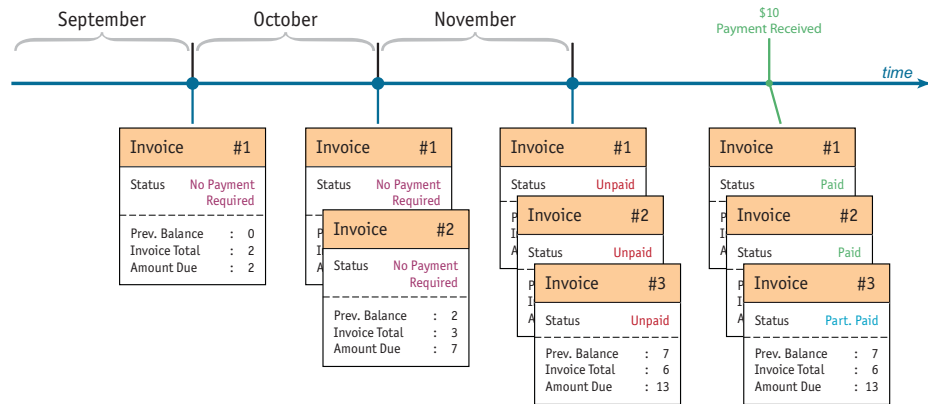 September
October
November
$10
Payment Received
time
Invoice #1
Status No Payment
Required
Prev. Balance : 0
Invoice Total : 2
Amount Due : 2
Invoice #1
Status No Payment
Required
P
I
A
Invoice #2
Status No Payment
Required
Prev. Balance : 2
Invoice Total : 3
Amount Due : 7
Invoice #1
Status Unpaid
P
I
A
Invoice #2
Status Unpaid
P
I
A
Invoice #3
Status Unpaid
Prev. Balance : 7
Invoice Total : 6
Amount Due : 13
Invoice #1
Status Paid
P
I
A
Invoice #2
Status Paid
P
I
A
Invoice #3
Status Part. Paid
Prev. Balance : 7
Invoice Total : 6
Amount Due : 13